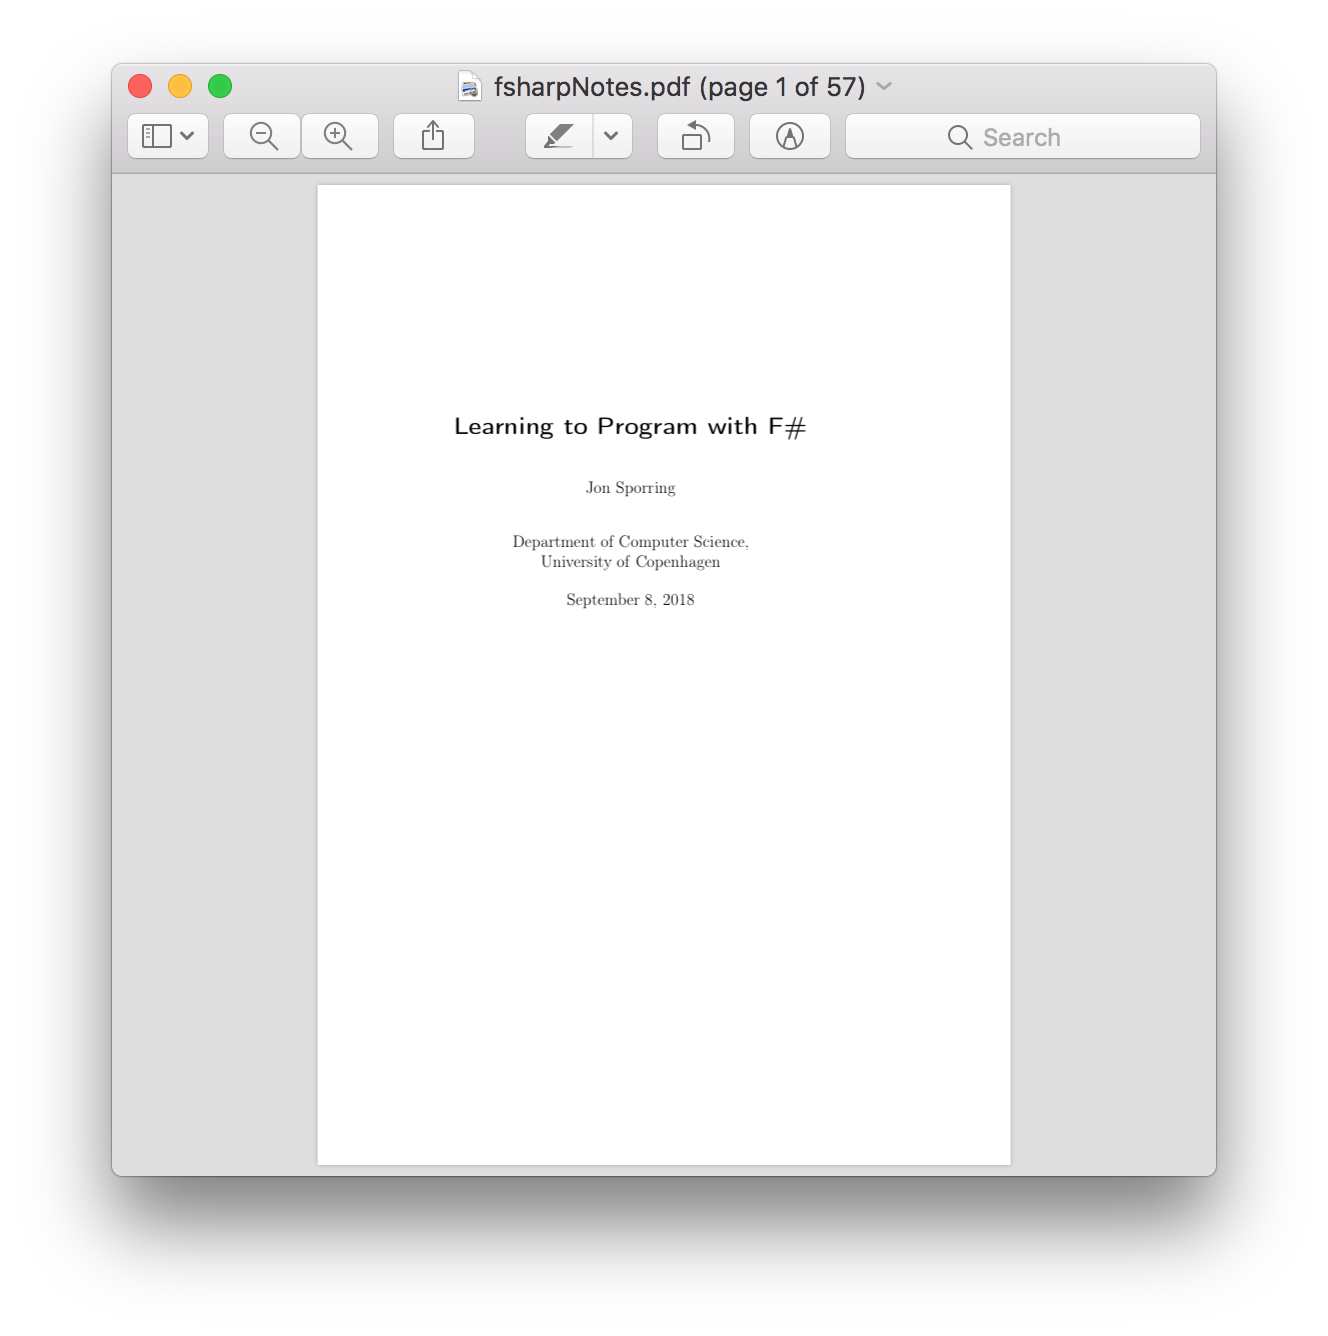 fsharpNotes.pdf (page 1 of 57)
Search
Learning to Program with F#
Jon Sporring
Department of Computer Science,
University of Copenhagen
September 8, 2018